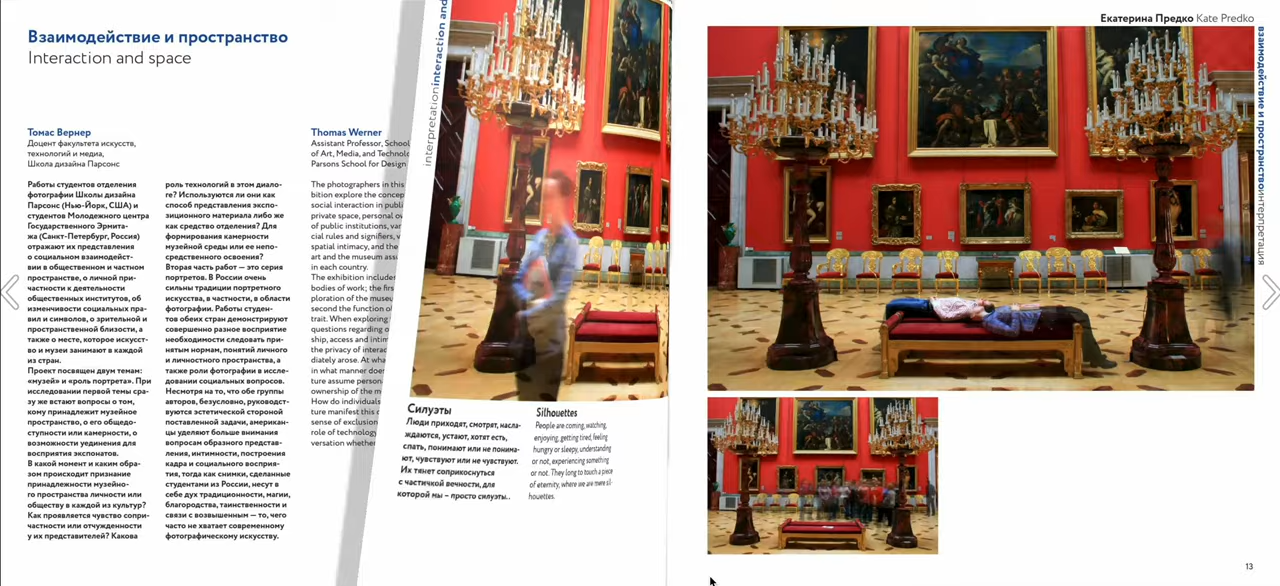 Взаимодействие и пространство
Interaction and space
Томас Вернер
Доцент факультета искусств,
технологий и медиа,
Школа дизайна Парсонс
Работы студентов отделения
фотографии Школы дизайна
Парсонс (Нью-Йорк, США) и
студентов Молодежного центра
Государственного Эрмита-
жа (Санкт-Петербург, Россия)
отражают их представления
о социальном взаимодейст-
вии в общественном и частном
пространстве, о личной при-
частности к деятельности
общественных институтов, об
изменчивости социальных пра-
вил и символов, о зрительной и
пространственной близости, а
также о месте, которое искусст-
во и музеи занимают в каждой
из стран.
Проект посвящен двум темам:
«музей» и «роль портрета». При
исследовании первой темы сра-
зу же встают вопросы о том,
кому принадлежит музейное
пространство, о его общедо-
ступности или камерности, о
возможности уединения для
восприятия экспонатов.
В какой момент и каким обра-
зом происходит признание
принадлежности музейно-
го пространства личности или
обществу в каждой из культур?
Как проявляется чувство сопри-
частности или отчужденности
у их представителей? Какова
роль технологий в этом диало-
ге? Используются ли они как
способ представления экспо-
зиционного материала либо же
как средство отделения? Для
формирования камерности
музейной среды или ее непо-
средственного освоения?
Вторая часть работ — это серия
портретов. В России очень
сильны традиции портретного
искусства, в частности, в области
фотографии. Работы студен-
тов обеих стран демонстрируют
совершенно разное восприятие
необходимости следовать при-
нятым нормам, понятий личного
и личностного пространства, а
также роли фотографии в иссле-
довании социальных вопросов.
Несмотря на то, что обе группы
авторов, безусловно, руководст-
вуются эстетической стороной
поставленной задачи, американ-
цы уделяют больше внимания
вопросам образного представ-
ления, интимности, построения
кадра и социального восприя-
тия, тогда как снимки, сделанные
студентами из России, несут в
себе дух традиционности, магии,
благородства, таинственности и
связи с возвышенным — то, чего
часто не хватает современному
фотографическому искусству.
Thomas Werner
Assistant Professor, School
of Art, Media, and Technolo
Parsons School for Design
The photographers in this
bition explore the concep
social interaction in publi
private space, personal ow
of public institutions, var
cial rules and signifiers, v
spatial intimacy, and the
art and the museum ass
in each country.
The exhibition include
bodies of work; the firs
ploration of the museu
second the function o
trait. When exploring
questions regarding o
ship, access and intim
the privacy of interac
diately arose. At wha
in what manner does
ture assume person
ownership of the m
How do individuals
ture manifest this c
sense of exclusion
role of technology
versation whethe
interpretationinteraction and
Силуэты
Люди приходят, смотрят, насла-
ждаются, устают, хотят есть,
спать, понимают или не понима-
ют, чувствуют или не чувствуют.
Их тянет соприкоснуться
с частичкой вечности, для
которой мы – просто силуэты..
Silhouettes
People are coming, watching,
enjoying, getting tired, feeling
hungry or sleepy, understanding
or not, experiencing something
or not. They long to touch a piece
of eternity, where we are mere sil-
houettes.
Екатерина Предко Kate Predko
взаимодействие и пространствоинтерпретация
13